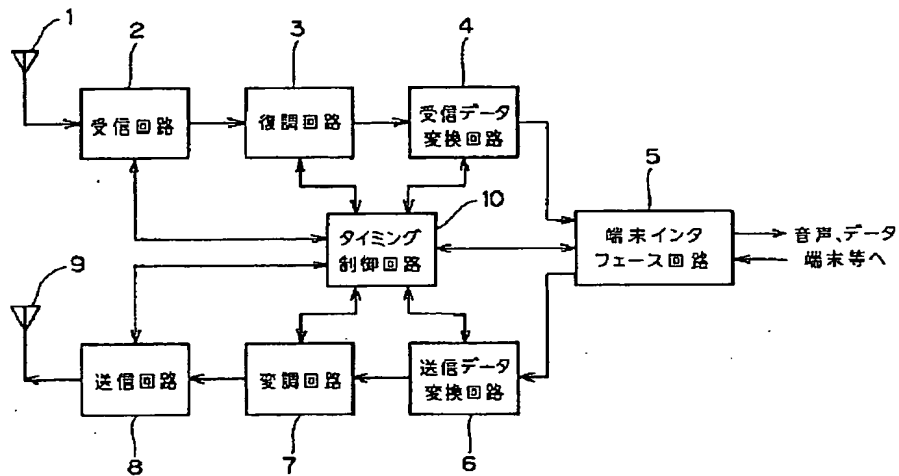 1
2
3
4
受信回路
復調回路
受信データ
変換回路
5
10
タイミング
制御回路
端末インタ
フェース回路
音声、データ
端末等へ
9
送信回路
変調回路
送信データ
変換回路
8
7
6